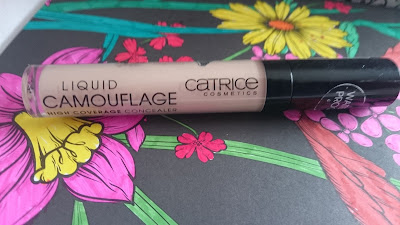 LIQUID
CAMOUFLAGE
HIGH COVERAGE CONCEALER
CATRICE
COSMETICS